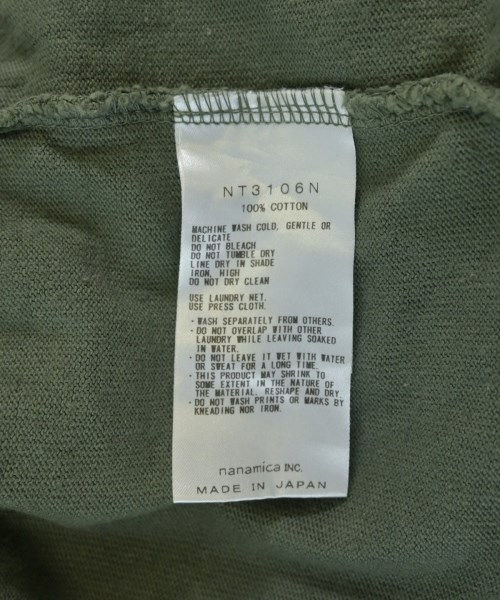 NT3106N
100% COTTON
MACHINE WASH COLD, GENTLE OR
DELICATE
DO NOT BLEACH
DO NOT TUMBLE DRY
LINE DRY IN SHADE
IRON, HIGH
DO NOT DRY CLEAN
USE LAUNDRY NET.
USE PRESS CLOTH.
・WASH SEPARATELY FROM OTHERS.
・DO NOT OVERLAP WITH OTHER
LAUNDRY WHILE LEAVING SOAKED
IN WATER.
・DO NOT LEAVE IT WET WITH WATER
OR SWEAT FOR A LONG TIME.
・THIS PRODUCT MAY SHRINK TO
SOME EXTENT IN THE NATURE OF
THE MATERIAL. RESHAPE AND DRY.
・DO NOT WASH PRINTS OR MARKS BY
KNEADING NOR IRON.
nanamica INC.
MADE IN JAPAN